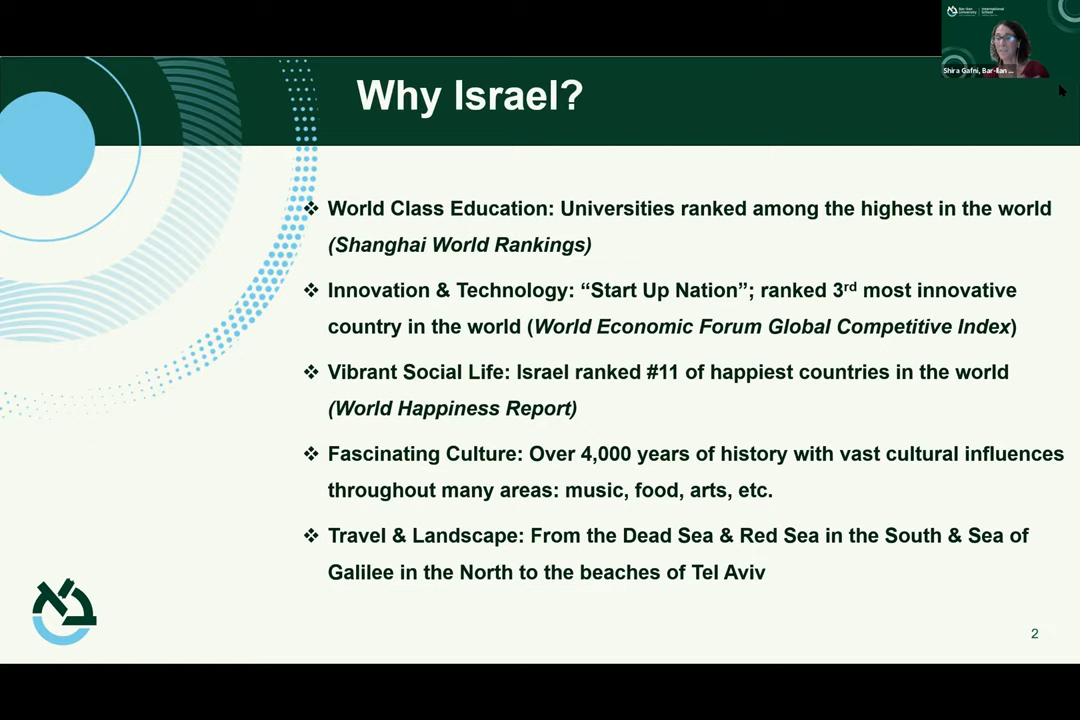 Bar-Ilan University
International School
Shira Gafni, Bar-Ilan ...
Why Israel?
❖ World Class Education: Universities ranked among the highest in the world
(Shanghai World Rankings)
❖ Innovation & Technology: “Start Up Nation”; ranked 3rd most innovative
country in the world (World Economic Forum Global Competitive Index)
❖ Vibrant Social Life: Israel ranked #11 of happiest countries in the world
(World Happiness Report)
❖ Fascinating Culture: Over 4,000 years of history with vast cultural influences
throughout many areas: music, food, arts, etc.
❖ Travel & Landscape: From the Dead Sea & Red Sea in the South & Sea of
Galilee in the North to the beaches of Tel Aviv
2